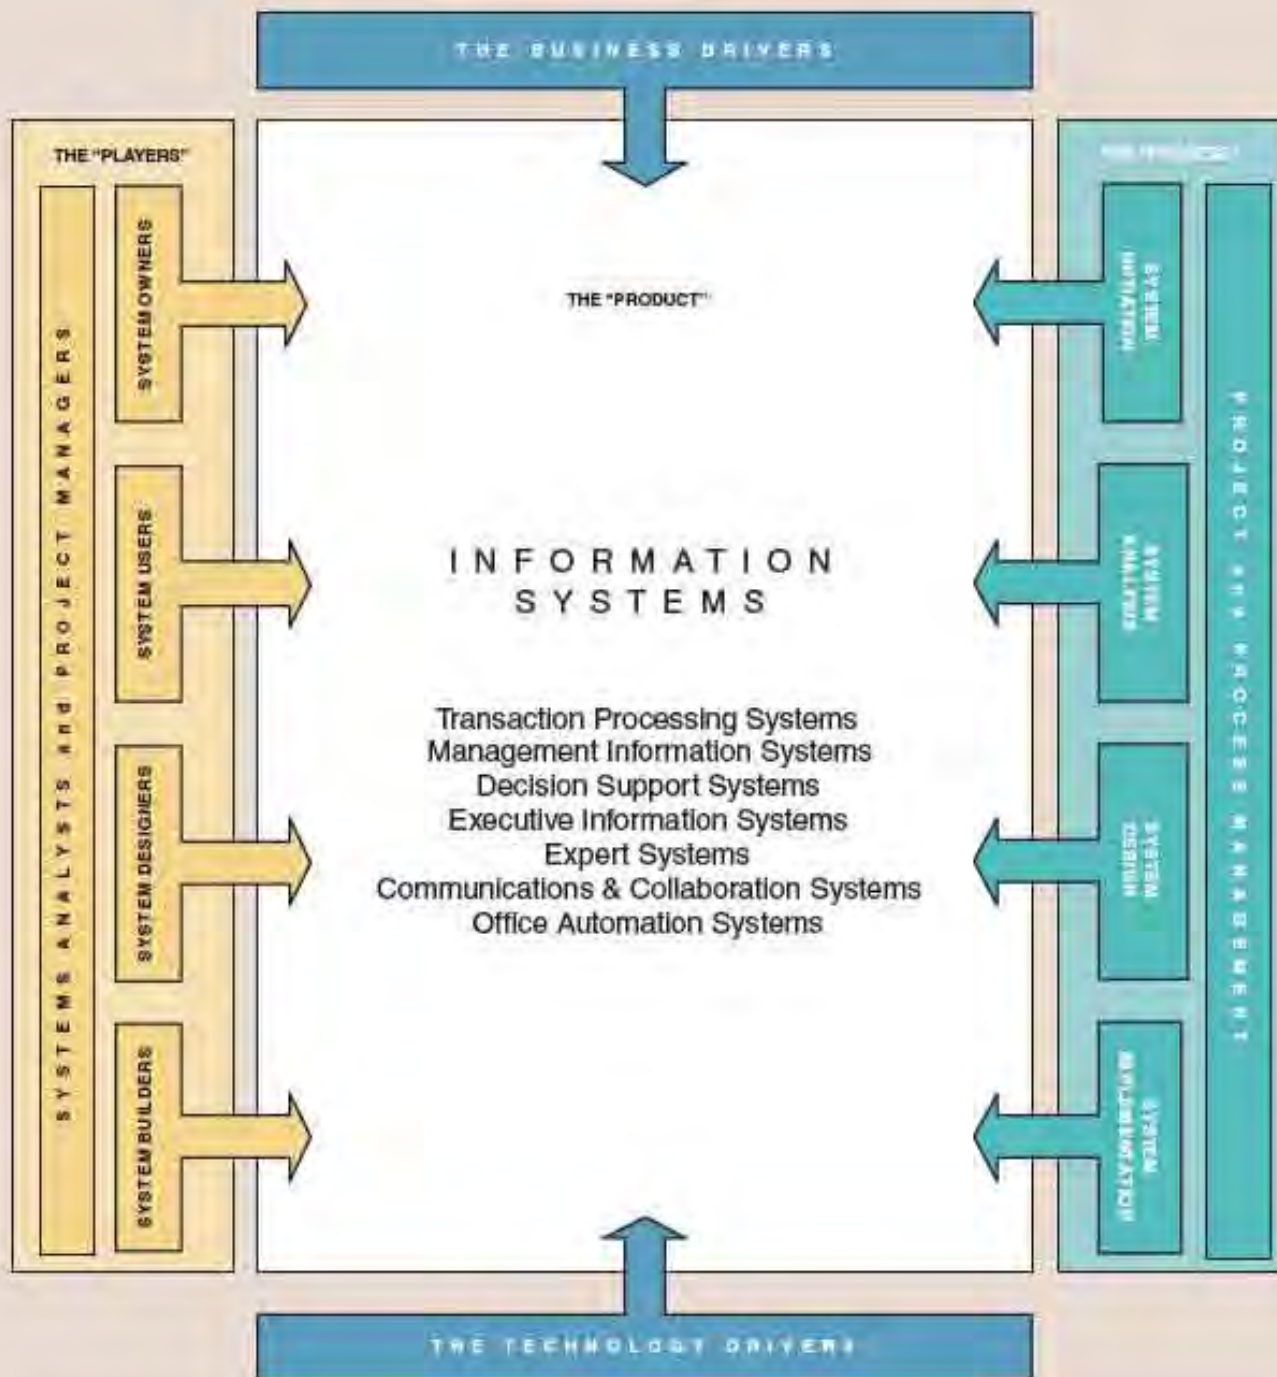 THE BUSINESS DRIVERS
THE "PLAYERS"
SYSTEMS ANALYSTS and PROJECT MANAGERS
SYSTEM OWNERS
SYSTEM USERS
SYSTEM DESIGNERS
SYSTEM BUILDERS
THE "PRODUCT"
INFORMATION
SYSTEMS
Transaction Processing Systems
Management Information Systems
Decision Support Systems
Executive Information Systems
Expert Systems
Communications & Collaboration Systems
Office Automation Systems
THE "PROCESS"
SYSTEM
INITIATION
SYSTEM
ANALYSIS
SYSTEM
DESIGN
SYSTEM
IMPLEMENTATION
PROJECT and PROCESS MANAGEMENT
THE TECHNOLOGY DRIVERS